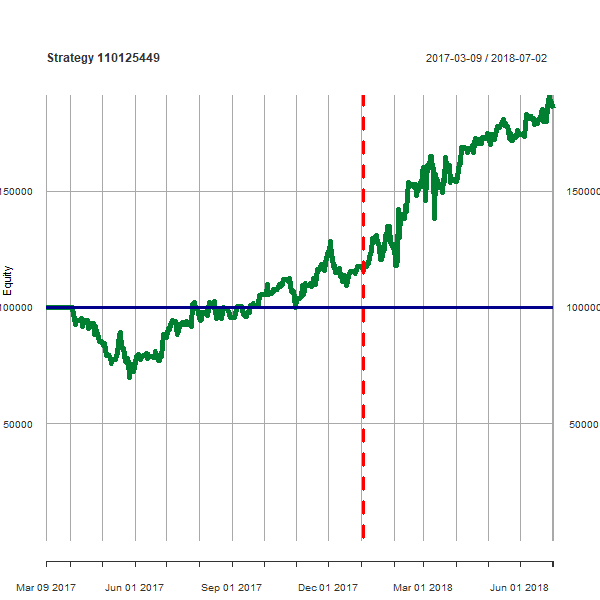 Strategy 110125449
2017-03-09 / 2018-07-02
150000
150000
Equity
100000
100000
50000
50000
Mar 09 2017
Jun 01 2017
Sep 01 2017
Dec 01 2017
Mar 01 2018
Jun 01 2018